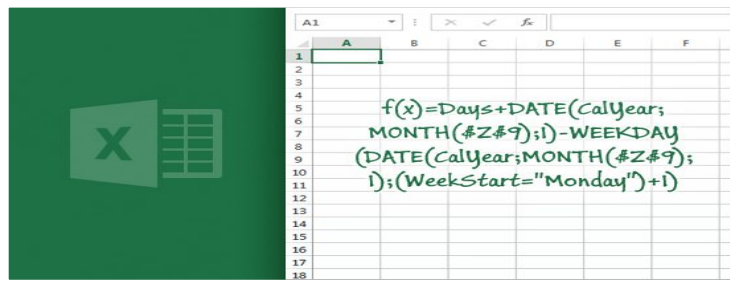 A1
fx
A B C D E F
1
2
3
4
5
6
7
8
9
10
11
12
13
14
15
16
17
18
f(x)=Days+DATE(CalYear;
MONTH($Z$9);1)-WEEKDAY
(DATE(CalYear;MONTH($Z$9);
1);(WeekStart="Monday")+1)
X